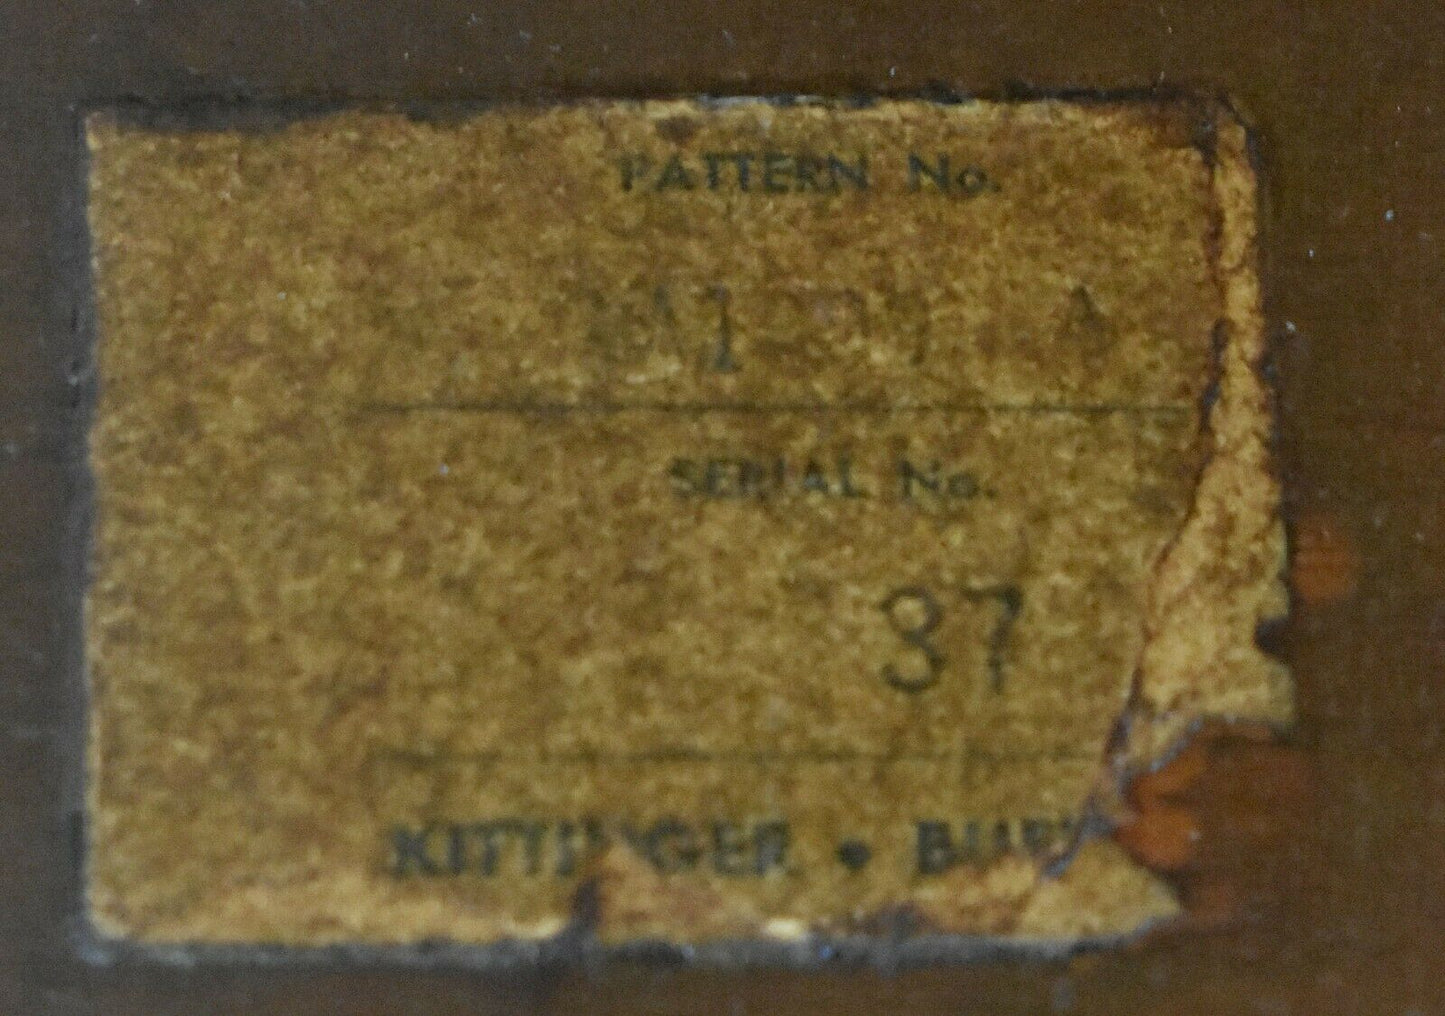 PATTERN No.
SERIAL No.
37
KITTINGER • BUF